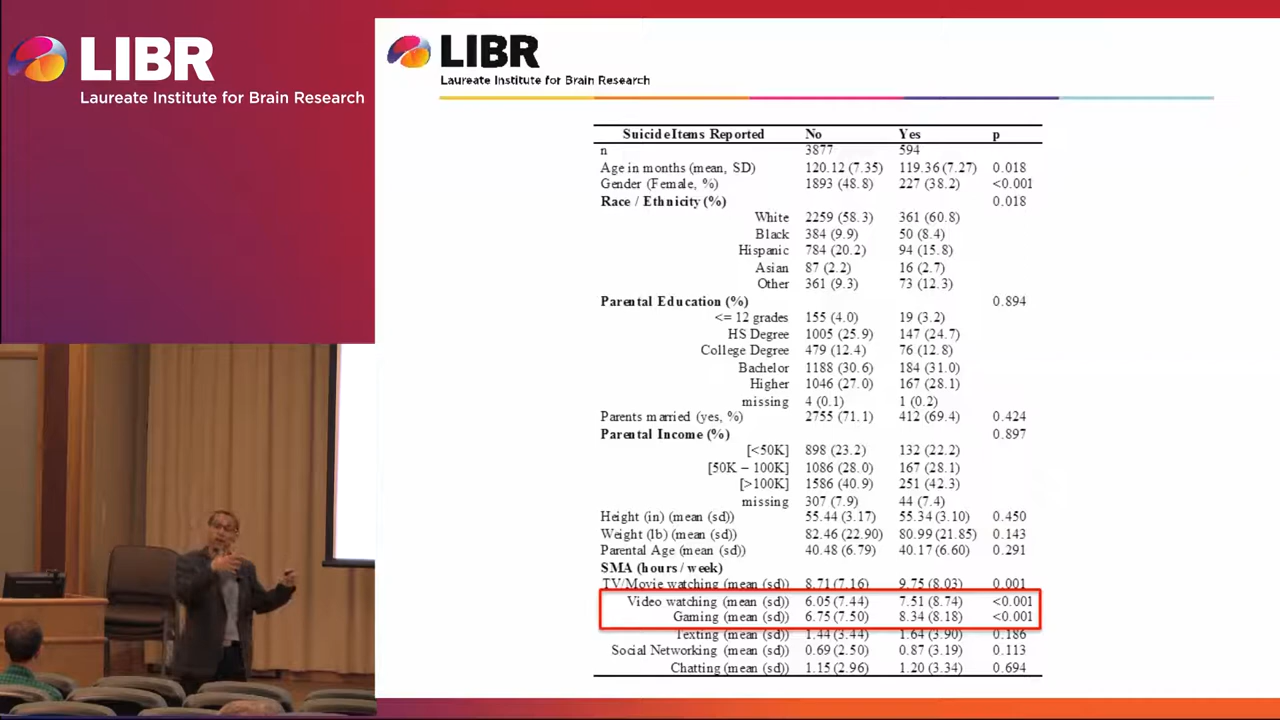 LIBR
Laureate Institute for Brain Research
LIBR
Laureate Institute for Brain Research
Suicide Items Reported No Yes p
n 3877 594
Age in months (mean, SD) 120.12 (7.35) 119.36 (7.27) 0.018
Gender (Female, %) 1893 (48.8) 227 (38.2) <0.001
Race / Ethnicity (%) 0.018
White 2259 (58.3) 361 (60.8)
Black 384 (9.9) 50 (8.4)
Hispanic 784 (20.2) 94 (15.8)
Asian 87 (2.2) 16 (2.7)
Other 361 (9.3) 73 (12.3)
Parental Education (%) 0.894
<= 12 grades 155 (4.0) 19 (3.2)
HS Degree 1005 (25.9) 147 (24.7)
College Degree 479 (12.4) 76 (12.8)
Bachelor 1188 (30.6) 184 (31.0)
Higher 1046 (27.0) 167 (28.1)
missing 4 (0.1) 1 (0.2)
Parents married (yes, %) 2755 (71.1) 412 (69.4) 0.424
Parental Income (%) 0.897
[<50K] 898 (23.2) 132 (22.2)
[50K – 100K] 1086 (28.0) 167 (28.1)
[>100K] 1586 (40.9) 251 (42.3)
missing 307 (7.9) 44 (7.4)
Height (in) (mean (sd)) 55.44 (3.17) 55.34 (3.10) 0.450
Weight (lb) (mean (sd)) 82.46 (22.90) 80.99 (21.85) 0.143
Parental Age (mean (sd)) 40.48 (6.79) 40.17 (6.60) 0.291
SMA (hours / week)
TV/Movie watching (mean (sd)) 8.71 (7.16) 9.75 (8.03) 0.001
Video watching (mean (sd)) 6.05 (7.44) 7.51 (8.74) <0.001
Gaming (mean (sd)) 6.75 (7.50) 8.34 (8.18) <0.001
Texting (mean (sd)) 1.44 (3.44) 1.64 (3.90) 0.186
Social Networking (mean (sd)) 0.69 (2.50) 0.87 (3.19) 0.113
Chatting (mean (sd)) 1.15 (2.96) 1.20 (3.34) 0.694